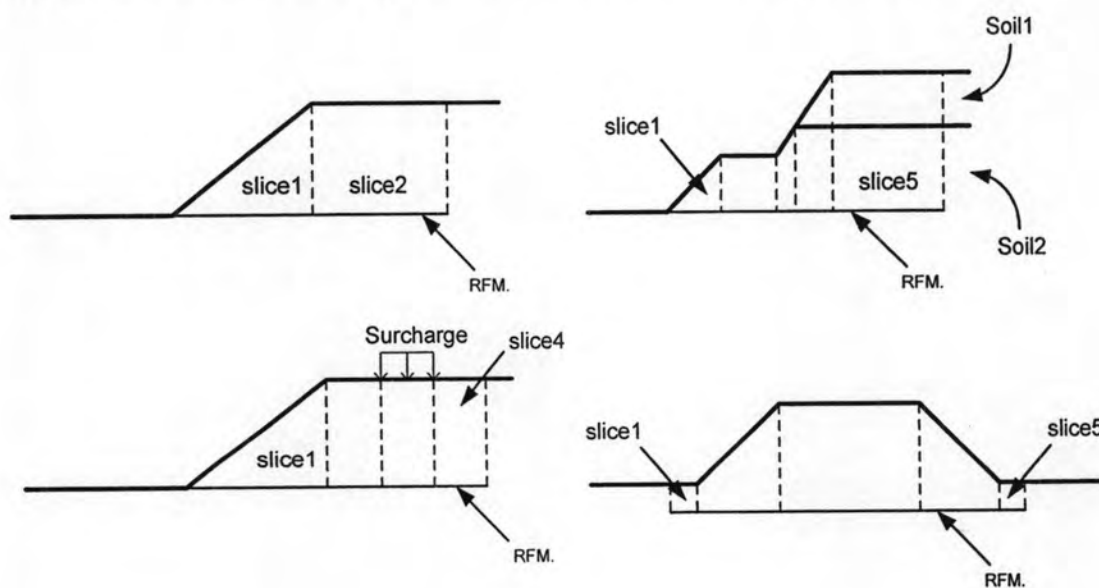 slice1
slice2
RFM.
Soil1
slice1
slice5
Soil2
RFM.
Surcharge
slice4
slice1
RFM.
slice1
slice5
RFM.